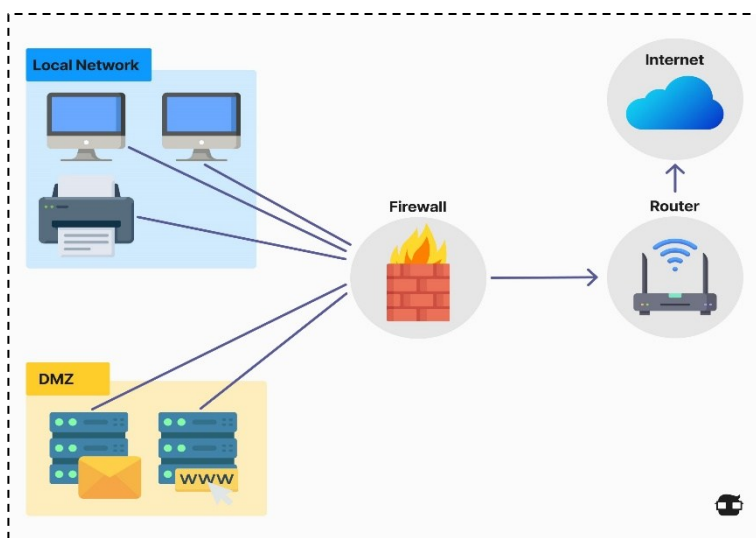 Local Network
Internet
Firewall
Router
DMZ
WWW